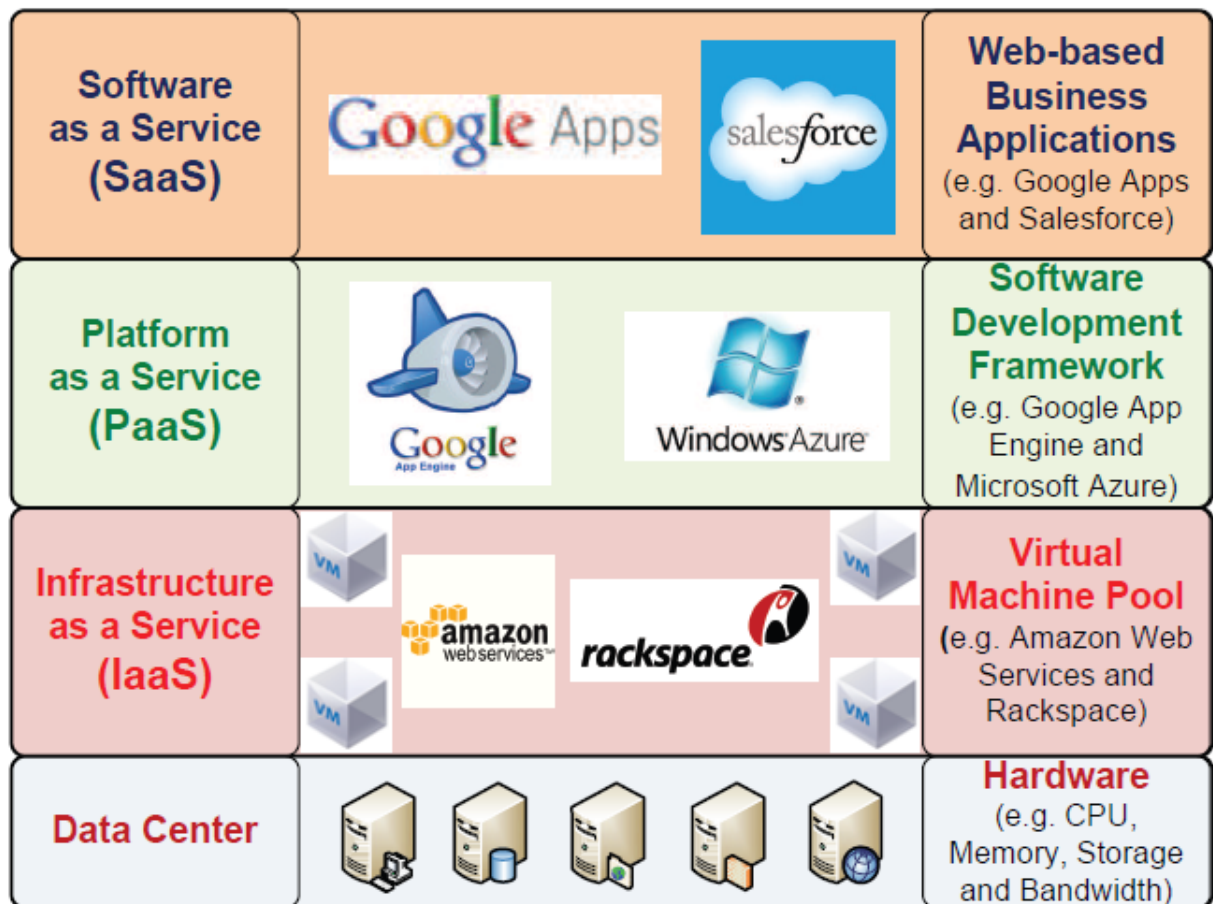 Software
as a Service
(SaaS)
Google Apps
salesforce
Web-based
Business
Applications
(e.g. Google Apps
and Salesforce)
Platform
as a Service
(PaaS)
Google
App Engine
Windows Azure
Software
Development
Framework
(e.g. Google App
Engine and
Microsoft Azure)
Infrastructure
as a Service
(IaaS)
VM
VM
amazon
webservices™
rackspace®
VM
VM
Virtual
Machine Pool
(e.g. Amazon Web
Services and
Rackspace)
Data Center
Hardware
(e.g. CPU,
Memory, Storage
and Bandwidth)